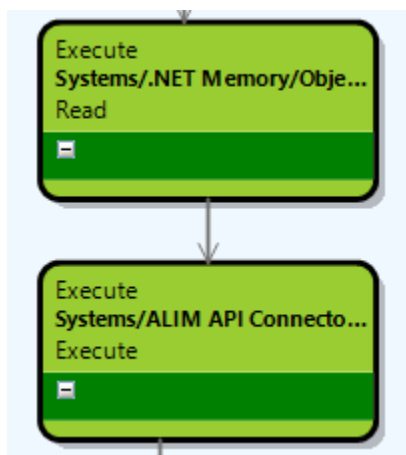 Execute
Systems/.NET Memory/Obje...
Read
Execute
Systems/ALIM API Connecto...
Execute